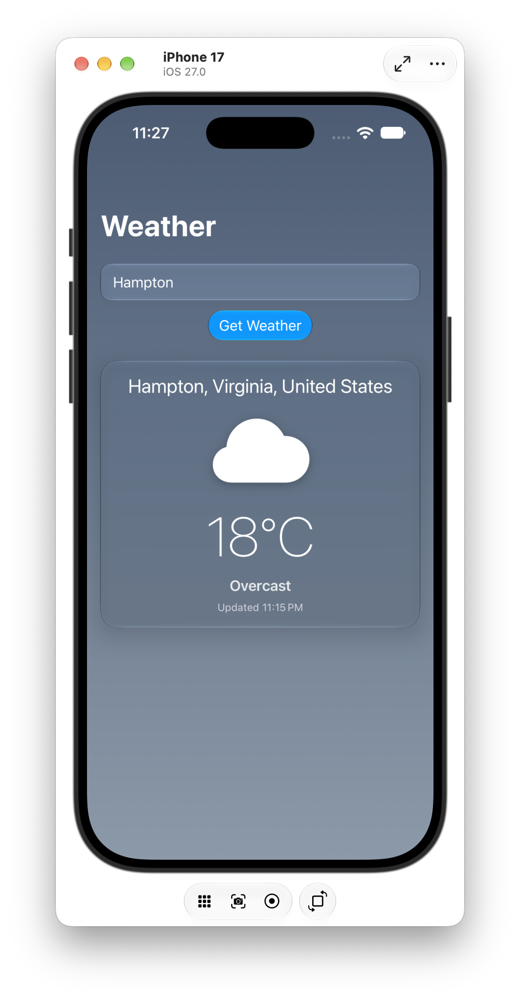 iPhone 17
iOS 27.0
11:27
Weather
Hampton
Get Weather
Hampton, Virginia, United States
18°C
Overcast
Updated 11:15 PM